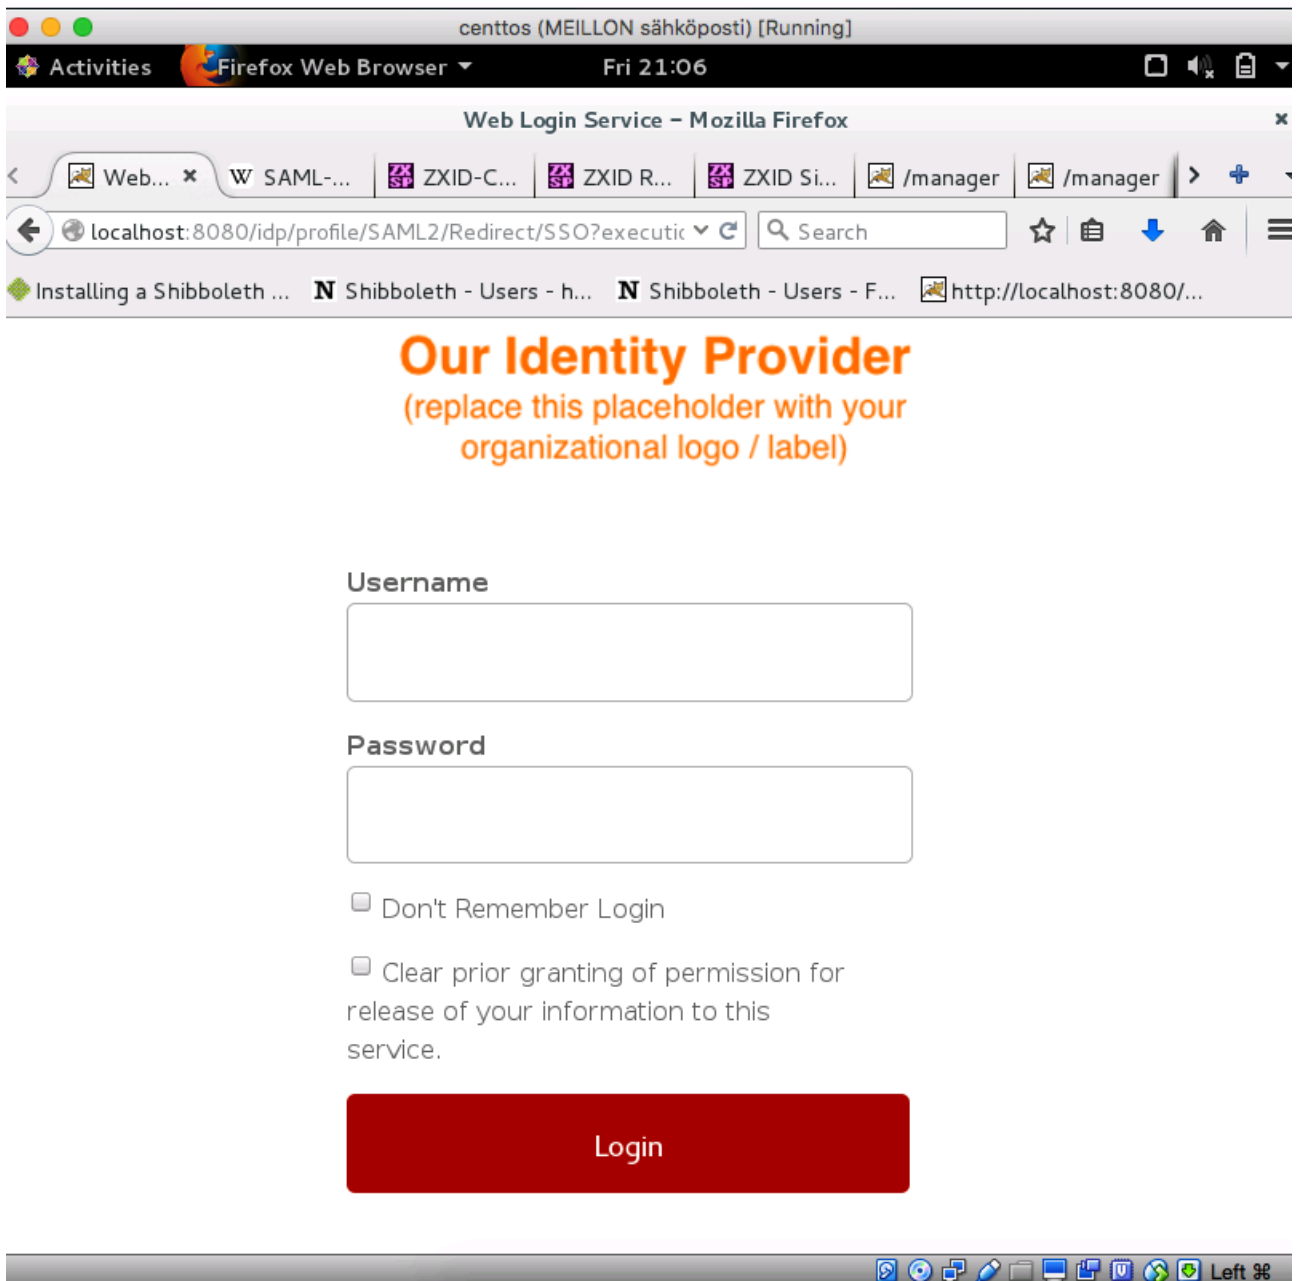 centtos (MEILLON sähköposti) [Running]
Activities Firefox Web Browser Fri 21:06
Web Login Service – Mozilla Firefox
Web... W SAML-... ZXID-C... ZXID R... ZXID Si... /manager /manager
localhost:8080/idp/profile/SAML2/Redirect/SSO?executio Search
Installing a Shibboleth ... N Shibboleth - Users - h... N Shibboleth - Users - F... http://localhost:8080/...
Our Identity Provider
(replace this placeholder with your
organizational logo / label)
Username
Password
Don't Remember Login
Clear prior granting of permission for
release of your information to this
service.
Login
Left ⌘